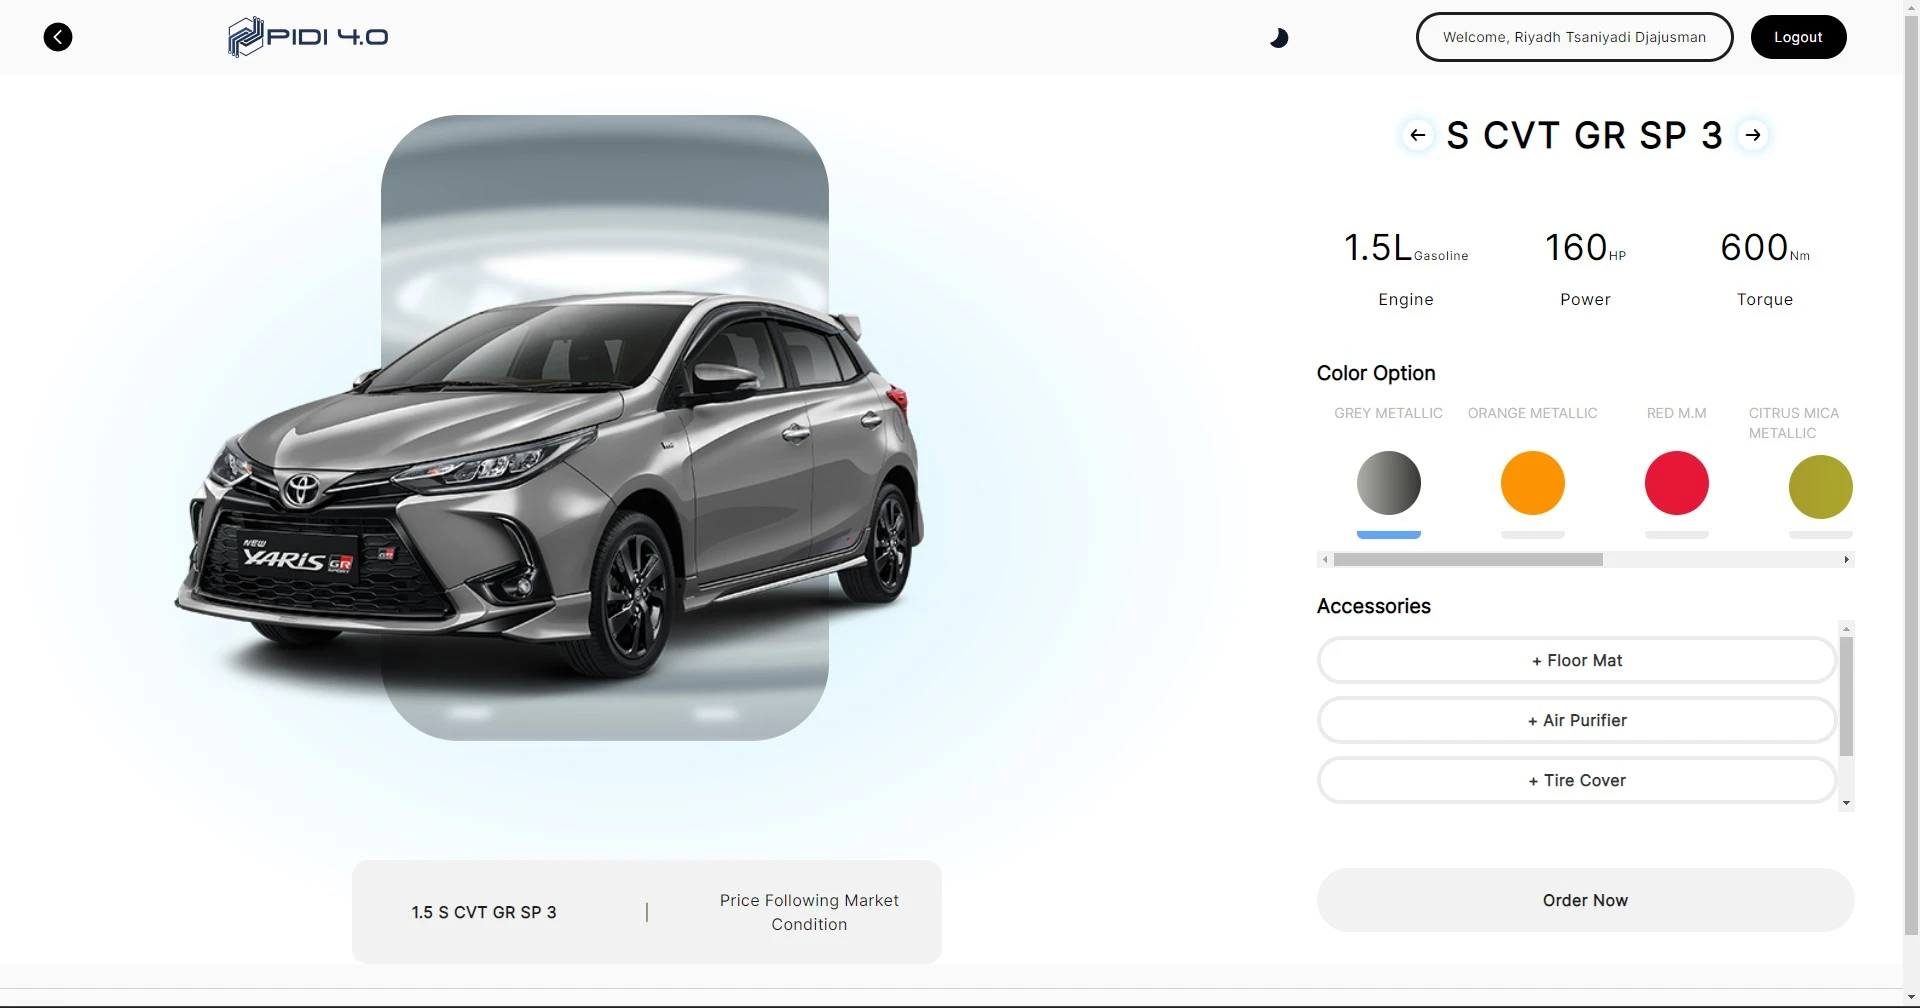 PIDI 4.0
Welcome, Riyadh Tsaniyadi Djajusman
Logout
S CVT GR SP 3
1.5L Gasoline
Engine
160 HP
Power
600 Nm
Torque
Color Option
GREY METALLIC
ORANGE METALLIC
RED M.M
CITRUS MICA
METALLIC
NEW
YARIS GR
SPORT
GR
Accessories
+ Floor Mat
+ Air Purifier
+ Tire Cover
1.5 S CVT GR SP 3
|
Price Following Market
Condition
Order Now